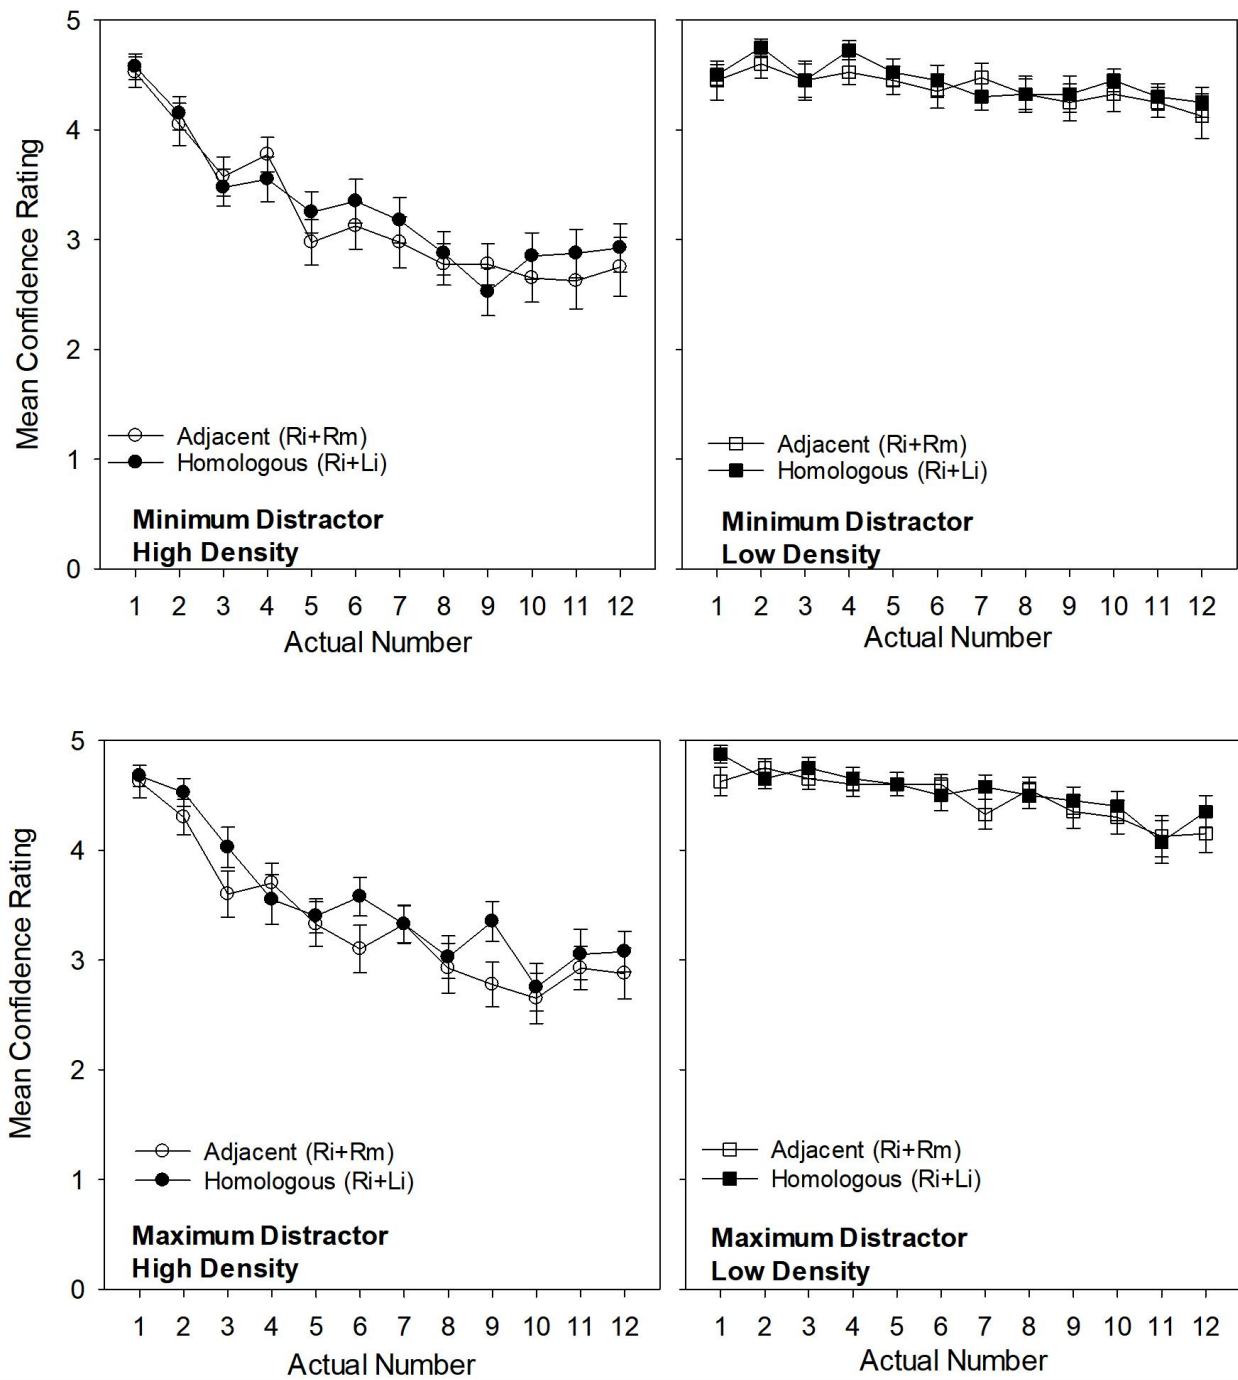 5
4
3
2
1
0
Mean Confidence Rating
Adjacent (Ri+Rm)
Homologous (Ri+Li)
Minimum Distractor
High Density
1 2 3 4 5 6 7 8 9 10 11 12
Actual Number
Adjacent (Ri+Rm)
Homologous (Ri+Li)
Minimum Distractor
Low Density
1 2 3 4 5 6 7 8 9 10 11 12
Actual Number
5
4
3
2
1
0
Mean Confidence Rating
Adjacent (Ri+Rm)
Homologous (Ri+Li)
Maximum Distractor
High Density
1 2 3 4 5 6 7 8 9 10 11 12
Actual Number
Adjacent (Ri+Rm)
Homologous (Ri+Li)
Maximum Distractor
Low Density
1 2 3 4 5 6 7 8 9 10 11 12
Actual Number